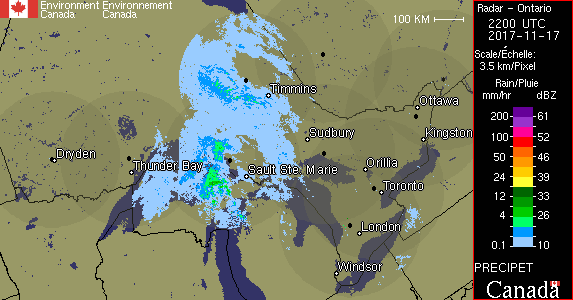 Environment Environnement
Canada Canada
100 KM
Timmins
Ottawa
Sudbury
Kingston
Dryden
Thunder Bay
Sault Ste. Marie
Orillia
Toronto
London
Windsor
Radar - Ontario
2200 UTC
2017-11-17
Scale/Échelle:
3.5 km/Pixel
Rain/Pluie
mm/hr dBZ
200 61
100 52
50 46
24 39
12 33
4 26
0.1 10
PRECIPET
Canada